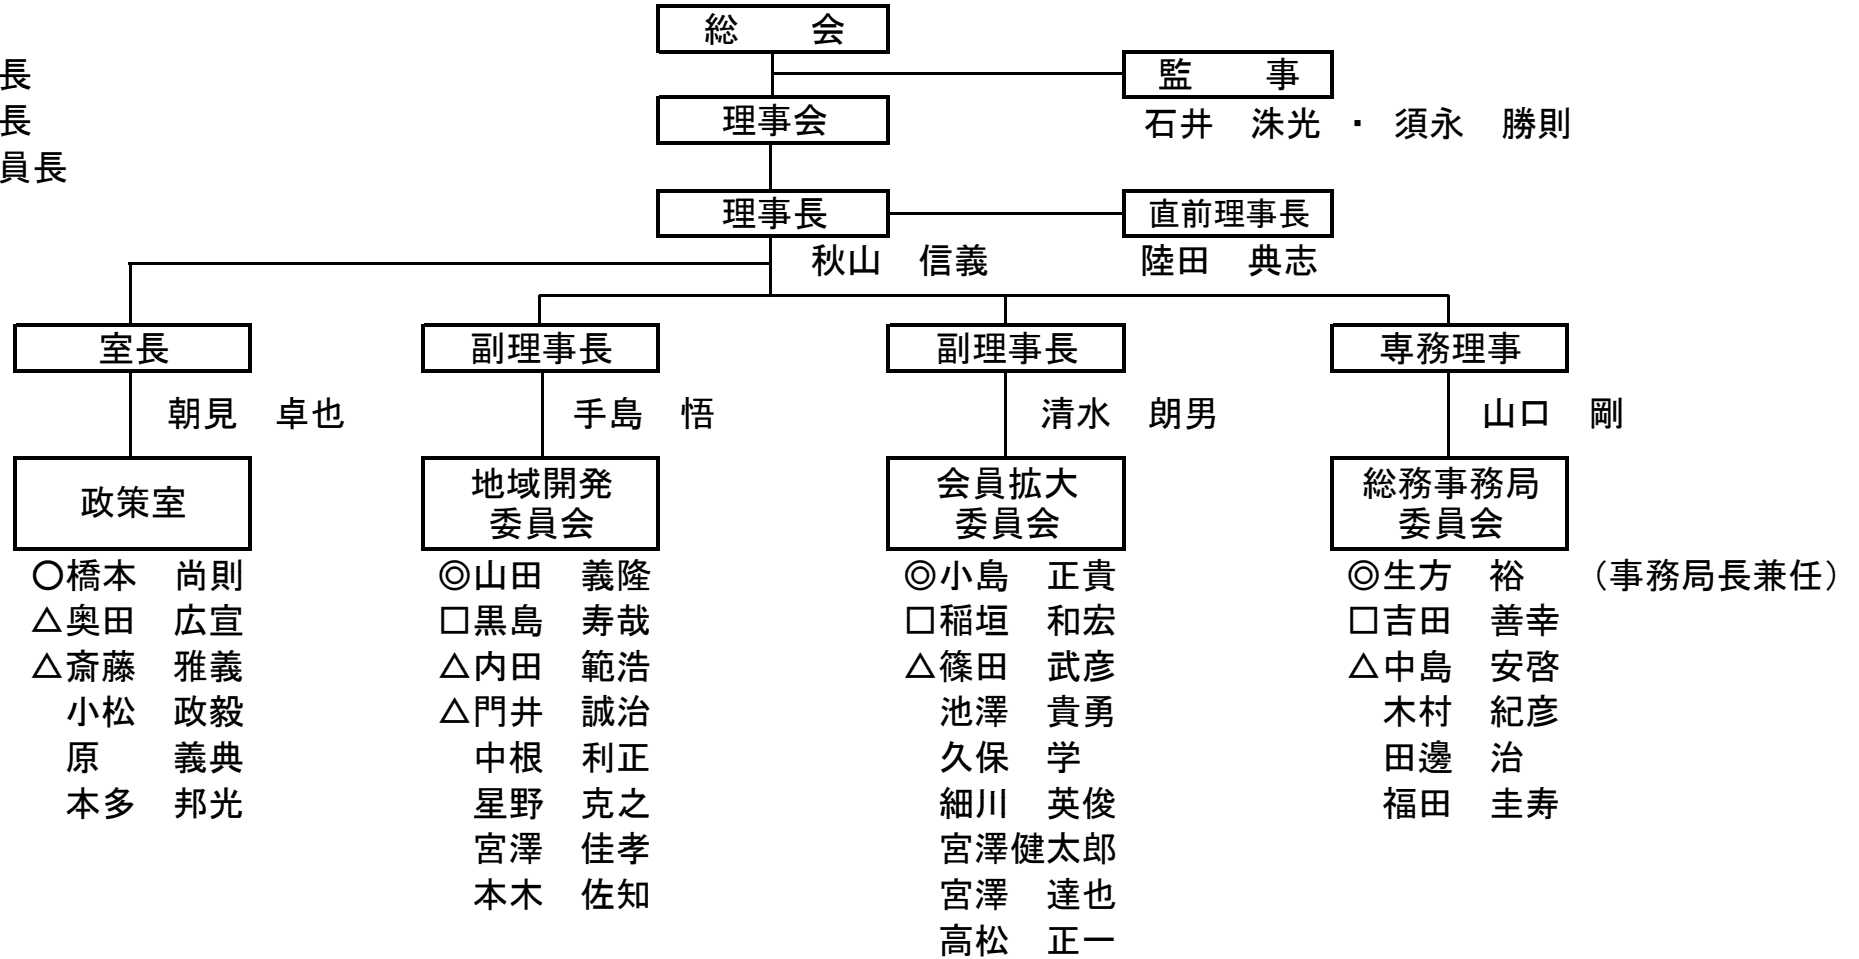 総　会
長
監　事
長
理事会
石井　洙光 ・ 須永　勝則
員長
理事長
直前理事長
秋山　信義
陸田　典志
室長
副理事長
副理事長
専務理事
朝見　卓也
手島　悟
清水　朗男
山口　剛
政策室
地域開発
委員会
会員拡大
委員会
総務事務局
委員会
〇橋本　尚則
△奥田　広宣
△斎藤　雅義
小松　政毅
原　義典
本多　邦光
◎山田　義隆
□黒島　寿哉
△内田　範浩
△門井　誠治
中根　利正
星野　克之
宮澤　佳孝
本木　佐知
◎小島　正貴
□稲垣　和宏
△篠田　武彦
池澤　貴勇
久保　学
細川　英俊
宮澤健太郎
宮澤　達也
高松　正一
◎生方　裕　（事務局長兼任）
□吉田　善幸
△中島　安啓
木村　紀彦
田邊　治
福田　圭寿